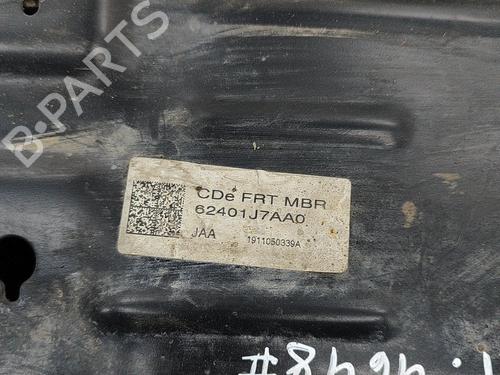 B-PARTS
CDe FRT MBR
62401J7AA0
JAA 1911050339A